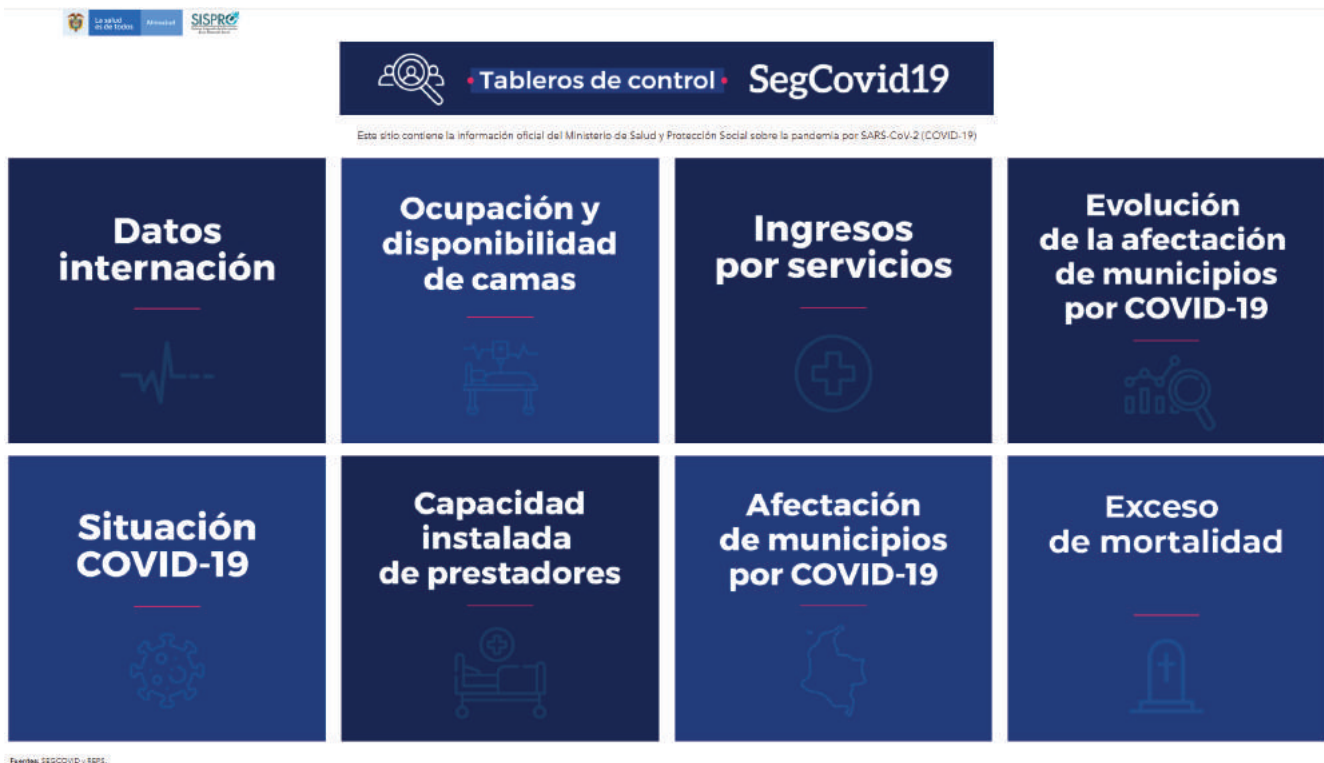 La salud
es de todos
Minsalud
SISPRO
Tableros de control
SegCovid19
Este sitio contiene la información oficial del Ministerio de Salud y Protección Social sobre la pandemia por SARS-CoV-2 (COVID-19)
Datos
internación
Ocupación y
disponibilidad
de camas
Ingresos
por servicios
Evolución
de la afectación
de municipios
por COVID-19
Situación
COVID-19
Capacidad
instalada
de prestadores
Afectación
de municipios
por COVID-19
Exceso
de mortalidad
Fuentes: SEGCOVID - REPS.